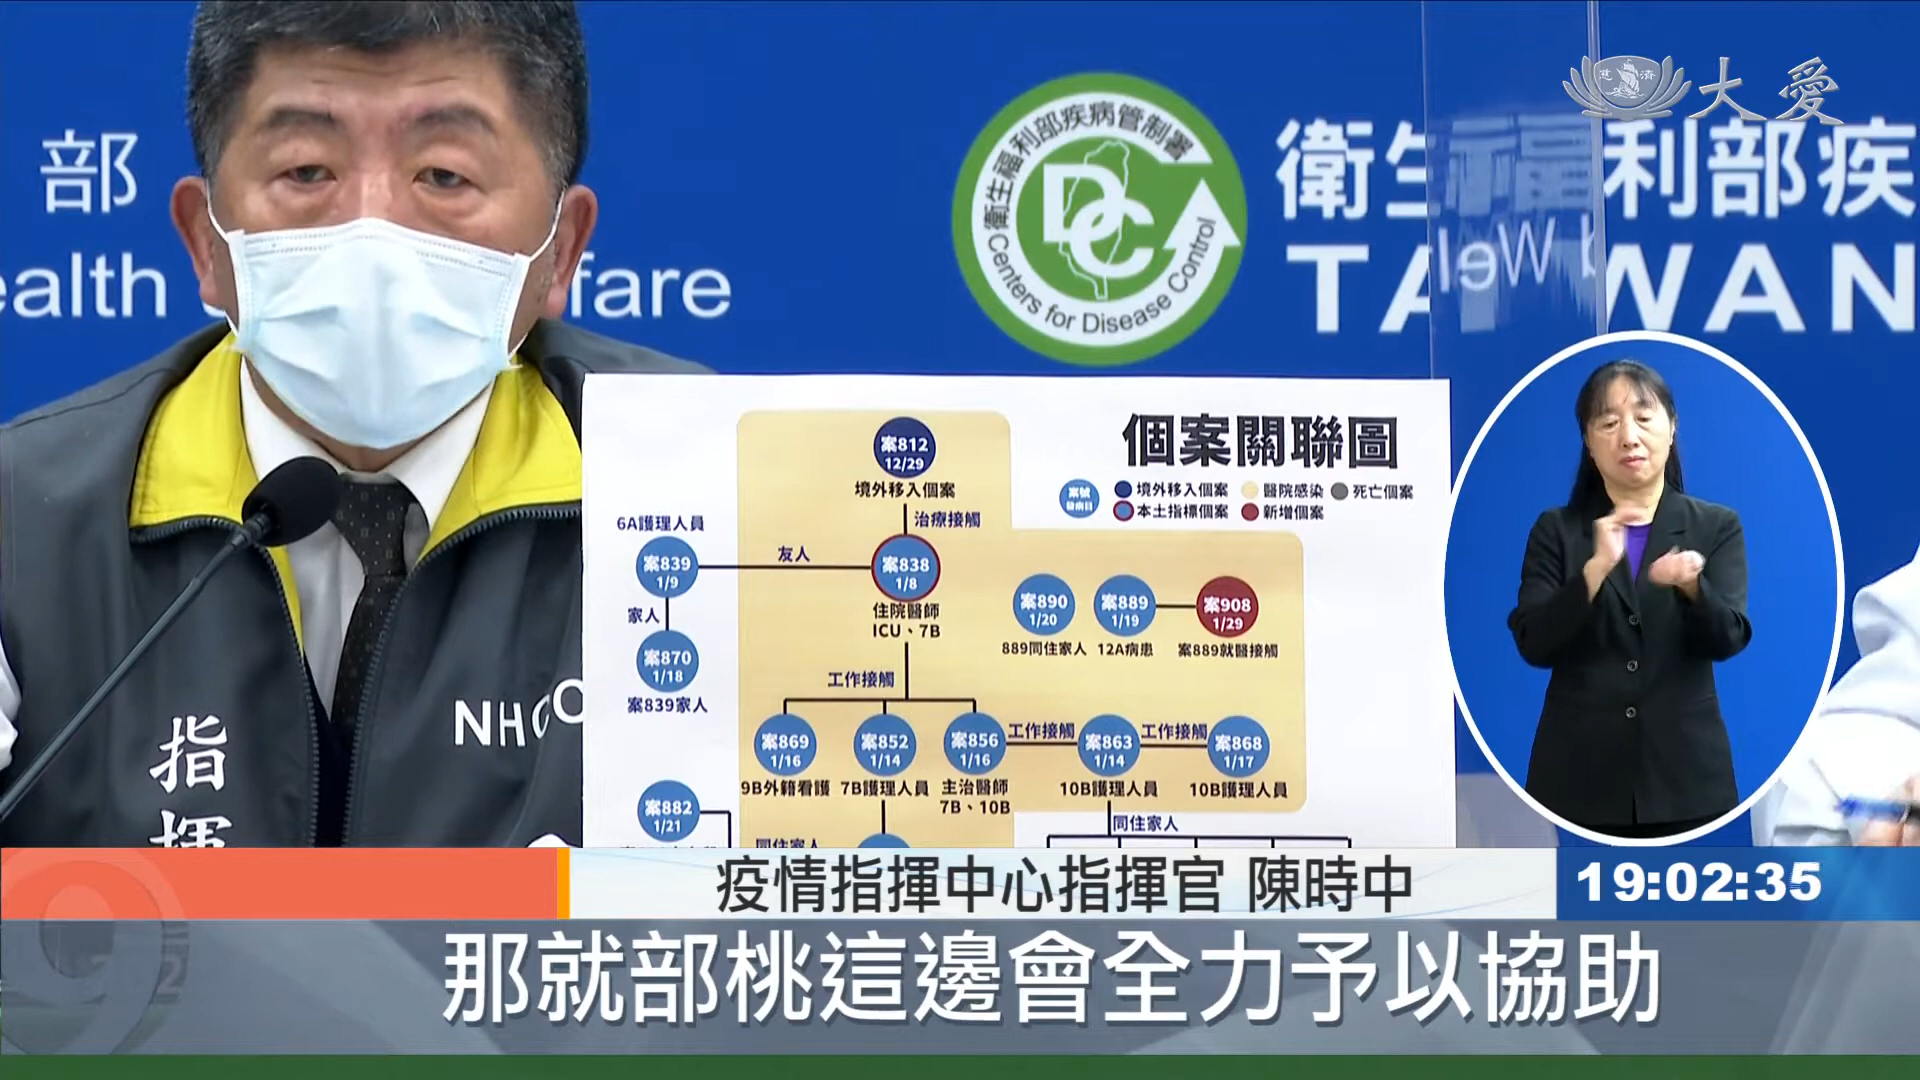 慈濟
大愛
部
ealth
fare
衛生福利部疾病管制署
Centers for Disease Control
DC
衛生
利部疾
TA
WAN
指
揮
個案關聯圖
案號
發病日
境外移入個案
醫院感染
死亡個案
本土指標個案
新增個案
案812
12/29
境外移入個案
治療接觸
6A護理人員
案839
1/9
友人
案838
1/8
住院醫師
ICU、7B
家人
案870
1/18
案839家人
案890
1/20
889同住家人
案889
1/19
12A病患
案908
1/29
案889就醫接觸
工作接觸
案869
1/16
9B外籍看護
案852
1/14
7B護理人員
案856
1/16
主治醫師
7B、10B
工作接觸
案863
1/14
10B護理人員
工作接觸
案868
1/17
10B護理人員
案882
1/21
同住家人
同住家人
疫情指揮中心指揮官 陳時中
19:02:35
那就部桃這邊會全力予以協助